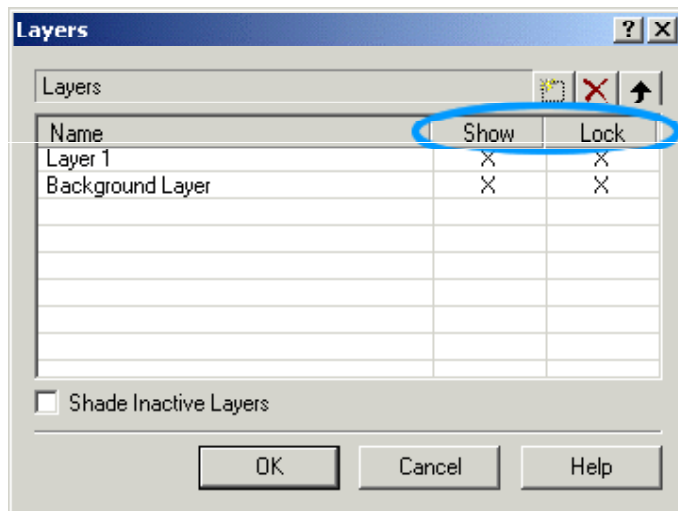 Layers
Layers
Name Show Lock
Layer 1 X X
Background Layer X X
Shade Inactive Layers
OK Cancel Help